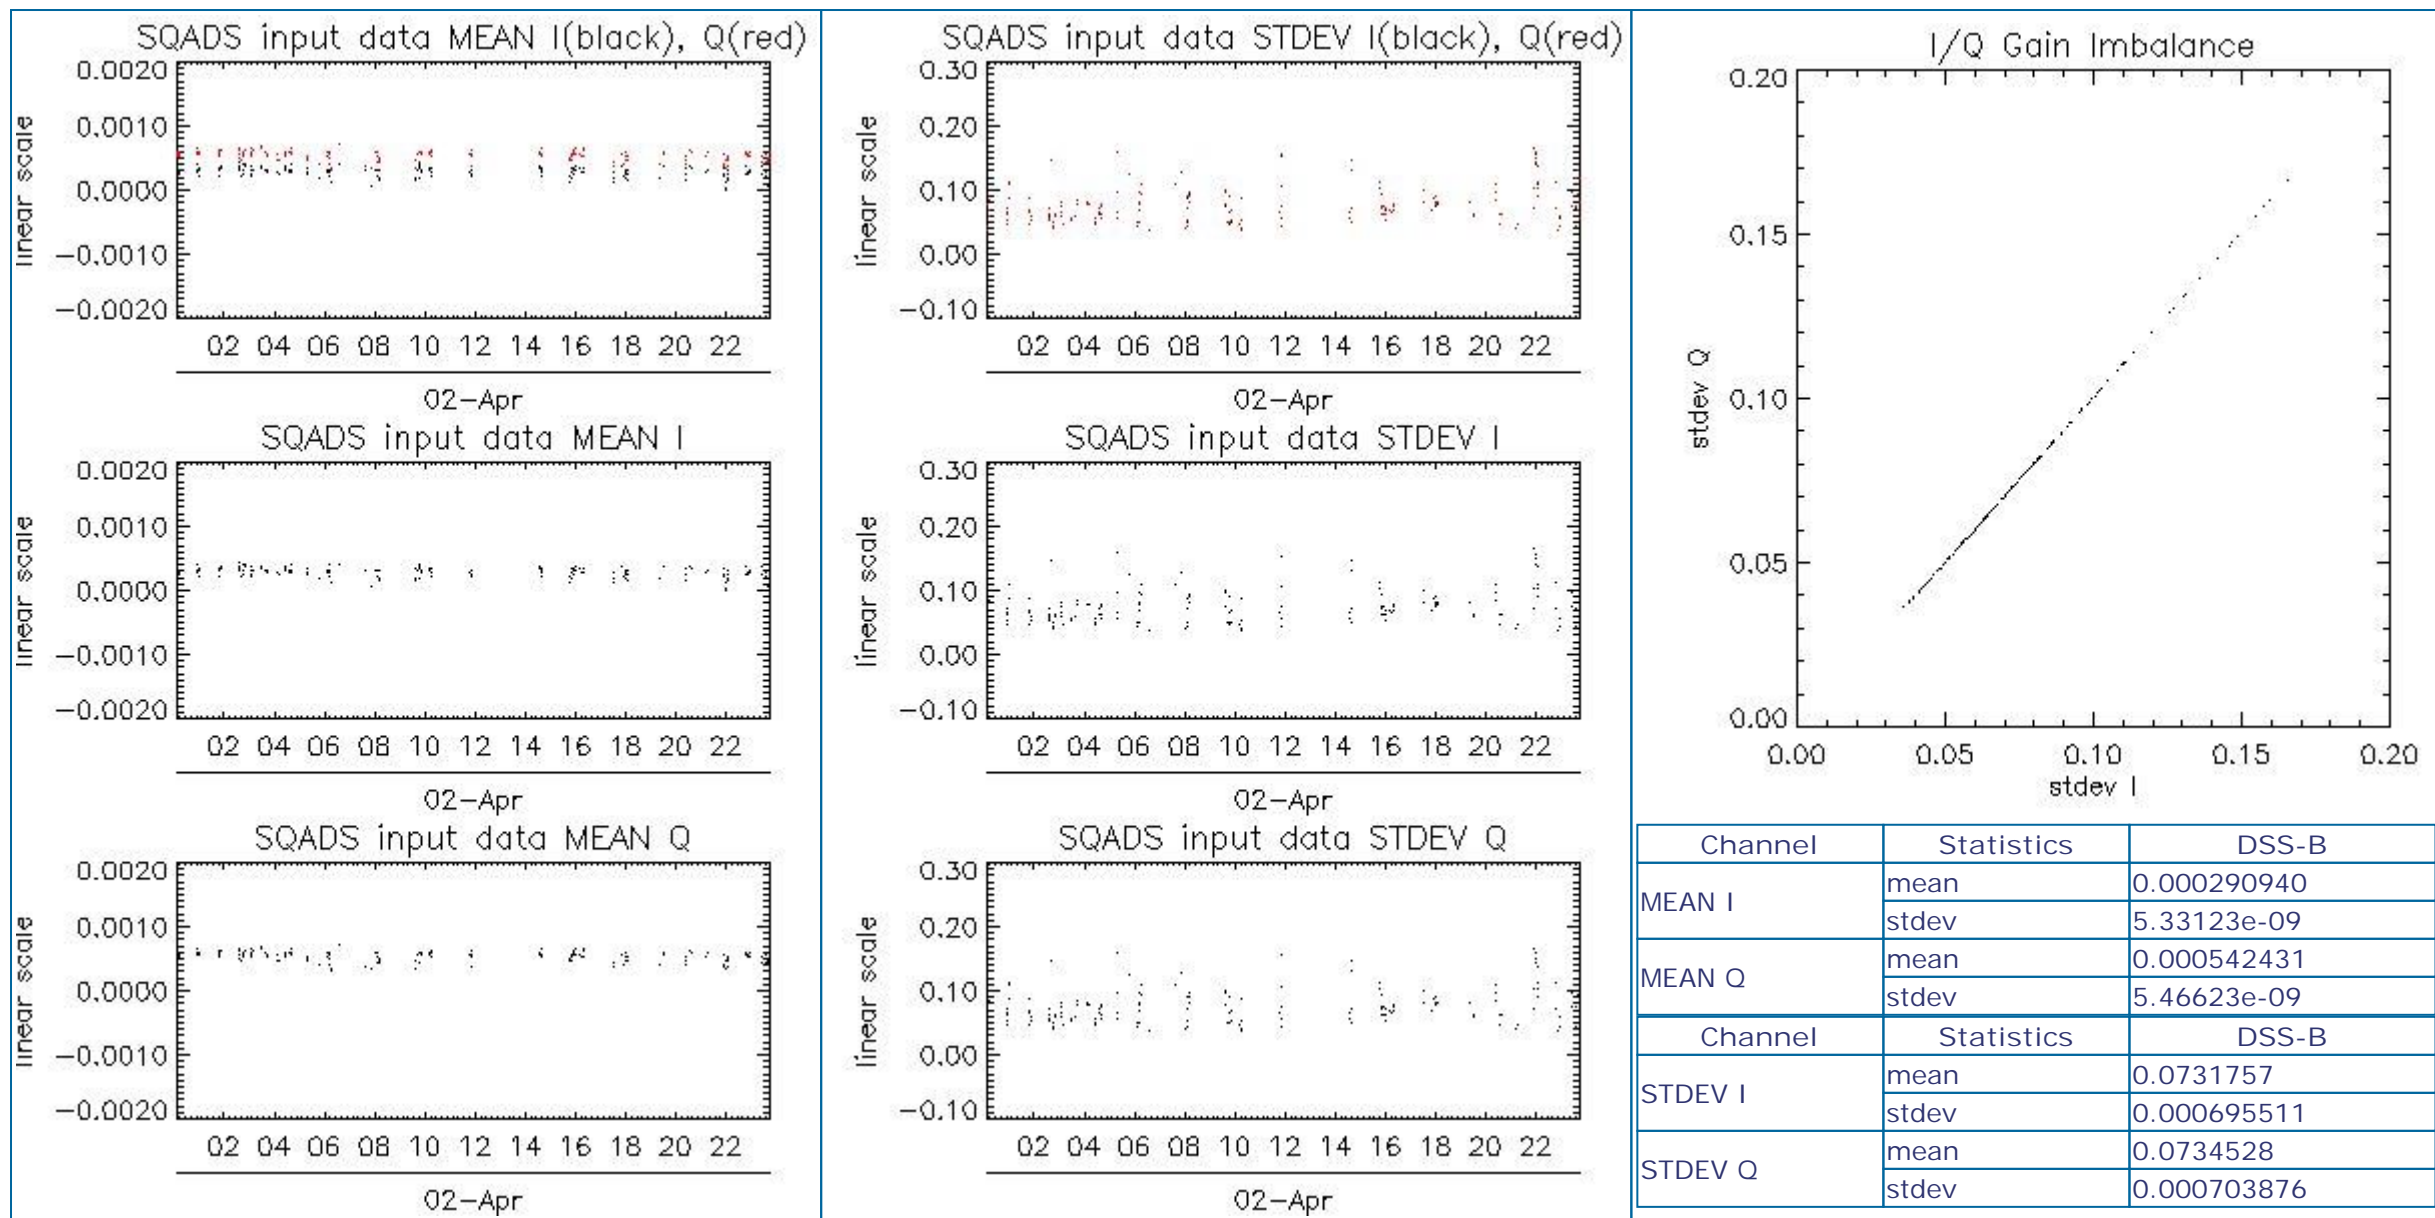 SQADS input data MEAN I(black), Q(red)
0.0020
0.0010
0.0000
−0.0010
−0.0020
linear scale
02 04 06 08 10 12 14 16 18 20 22
02−Apr
SQADS input data MEAN I
0.0020
0.0010
0.0000
−0.0010
−0.0020
linear scale
02 04 06 08 10 12 14 16 18 20 22
02−Apr
SQADS input data MEAN Q
0.0020
0.0010
0.0000
−0.0010
−0.0020
linear scale
02 04 06 08 10 12 14 16 18 20 22
02−Apr
SQADS input data STDEV I(black), Q(red)
0.30
0.20
0.10
0.00
−0.10
linear scale
02 04 06 08 10 12 14 16 18 20 22
02−Apr
SQADS input data STDEV I
0.30
0.20
0.10
0.00
−0.10
linear scale
02 04 06 08 10 12 14 16 18 20 22
02−Apr
SQADS input data STDEV Q
0.30
0.20
0.10
0.00
−0.10
linear scale
02 04 06 08 10 12 14 16 18 20 22
02−Apr
I/Q Gain Imbalance
0.20
0.15
0.10
0.05
0.00
stdev Q
0.00 0.05 0.10 0.15 0.20
stdev I
Channel Statistics DSS-B
MEAN I mean 0.000290940
stdev 5.33123e-09
MEAN Q mean 0.000542431
stdev 5.46623e-09
Channel Statistics DSS-B
STDEV I mean 0.0731757
stdev 0.000695511
STDEV Q mean 0.0734528
stdev 0.000703876